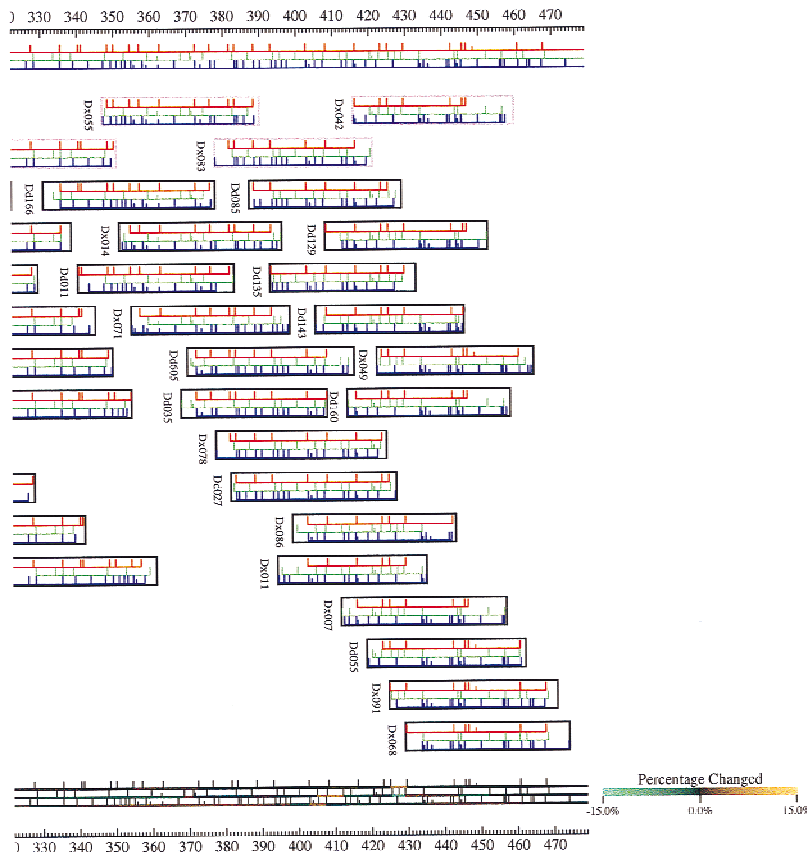 330 340 350 360 370 380 390 400 410 420 430 440 450 460 470
Dx055
Dx042
Dx083
Dd166
Dd085
Dx014
Dd129
Dd011
Dd135
Dx071
Dd143
Dd605
Dx049
Dd035
Dd160
Dx078
Dd027
Dx086
Dx011
Dx007
Dd055
Dx091
Dx068
Percentage Changed
-15.0% 0.0% 15.0%
330 340 350 360 370 380 390 400 410 420 430 440 450 460 470